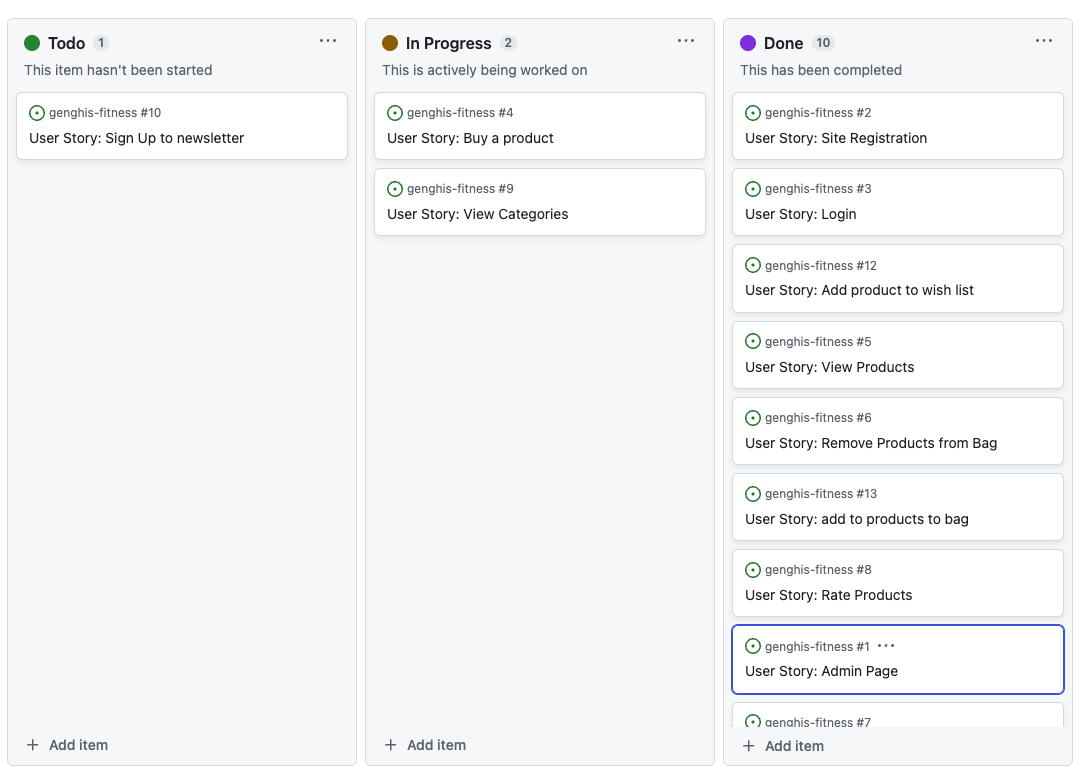 Todo 1
This item hasn't been started
genghis-fitness #10
User Story: Sign Up to newsletter
Add item
In Progress 2
This is actively being worked on
genghis-fitness #4
User Story: Buy a product
genghis-fitness #9
User Story: View Categories
Add item
Done 10
This has been completed
genghis-fitness #2
User Story: Site Registration
genghis-fitness #3
User Story: Login
genghis-fitness #12
User Story: Add product to wish list
genghis-fitness #5
User Story: View Products
genghis-fitness #6
User Story: Remove Products from Bag
genghis-fitness #13
User Story: add to products to bag
genghis-fitness #8
User Story: Rate Products
genghis-fitness #1
User Story: Admin Page
genghis-fitness #7
Add item